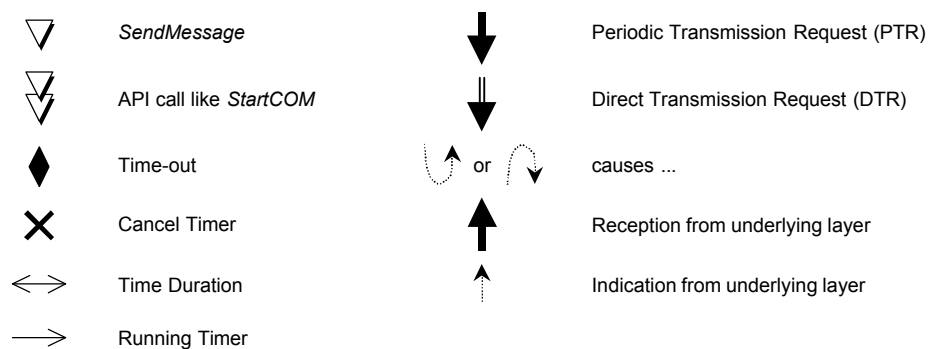 SendMessage
Periodic Transmission Request (PTR)
API call like StartCOM
Direct Transmission Request (DTR)
Time-out
or
causes ...
Cancel Timer
Reception from underlying layer
Time Duration
Indication from underlying layer
Running Timer